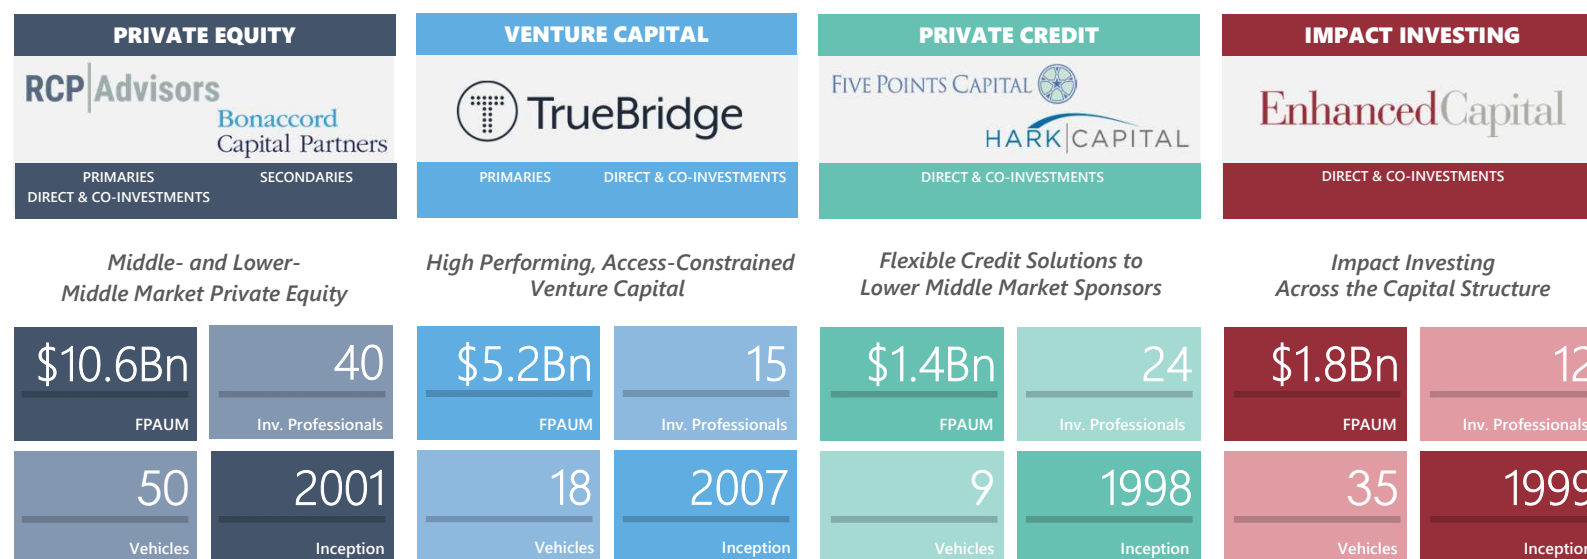 PRIVATE EQUITY
RCP|Advisors
Bonaccord
Capital Partners
PRIMARIES
SECONDARIES
DIRECT & CO-INVESTMENTS
Middle- and Lower-
Middle Market Private Equity
$10.6Bn
FPAUM
40
Inv. Professionals
50
Vehicles
2001
Inception
VENTURE CAPITAL
TrueBridge
PRIMARIES
DIRECT & CO-INVESTMENTS
High Performing, Access-Constrained
Venture Capital
$5.2Bn
FPAUM
15
Inv. Professionals
18
Vehicles
2007
Inception
PRIVATE CREDIT
FIVE POINTS CAPITAL
HARK|CAPITAL
DIRECT & CO-INVESTMENTS
Flexible Credit Solutions to
Lower Middle Market Sponsors
$1.4Bn
FPAUM
24
Inv. Professionals
9
Vehicles
1998
Inception
IMPACT INVESTING
EnhancedCapital
DIRECT & CO-INVESTMENTS
Impact Investing
Across the Capital Structure
$1.8Bn
FPAUM
12
Inv. Professionals
35
Vehicles
1999
Inception